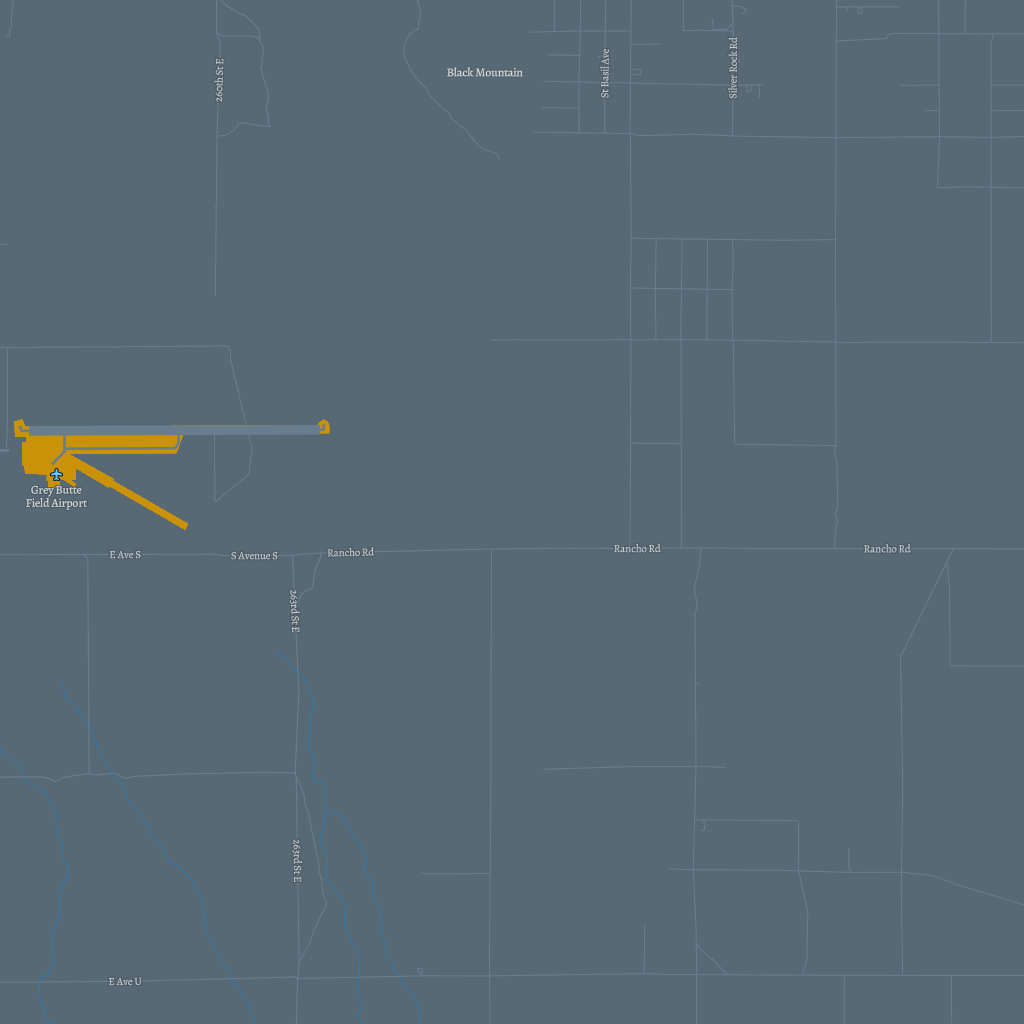 260th St E
Black Mountain
St Basil Ave
Silver Rock Rd
Grey Butte
Field Airport
E Ave S
S Avenue S
Rancho Rd
Rancho Rd
Rancho Rd
263rd St E
263rd St E
E Ave U